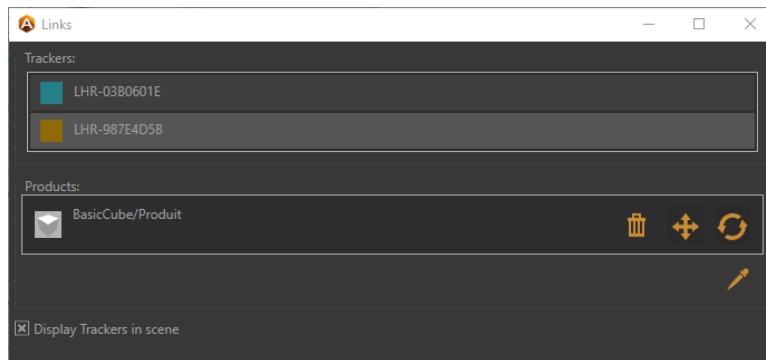 Links
Trackers:
LHR-03B0601E
LHR-987E4D5B
Products:
BasicCube/Produit
Display Trackers in scene